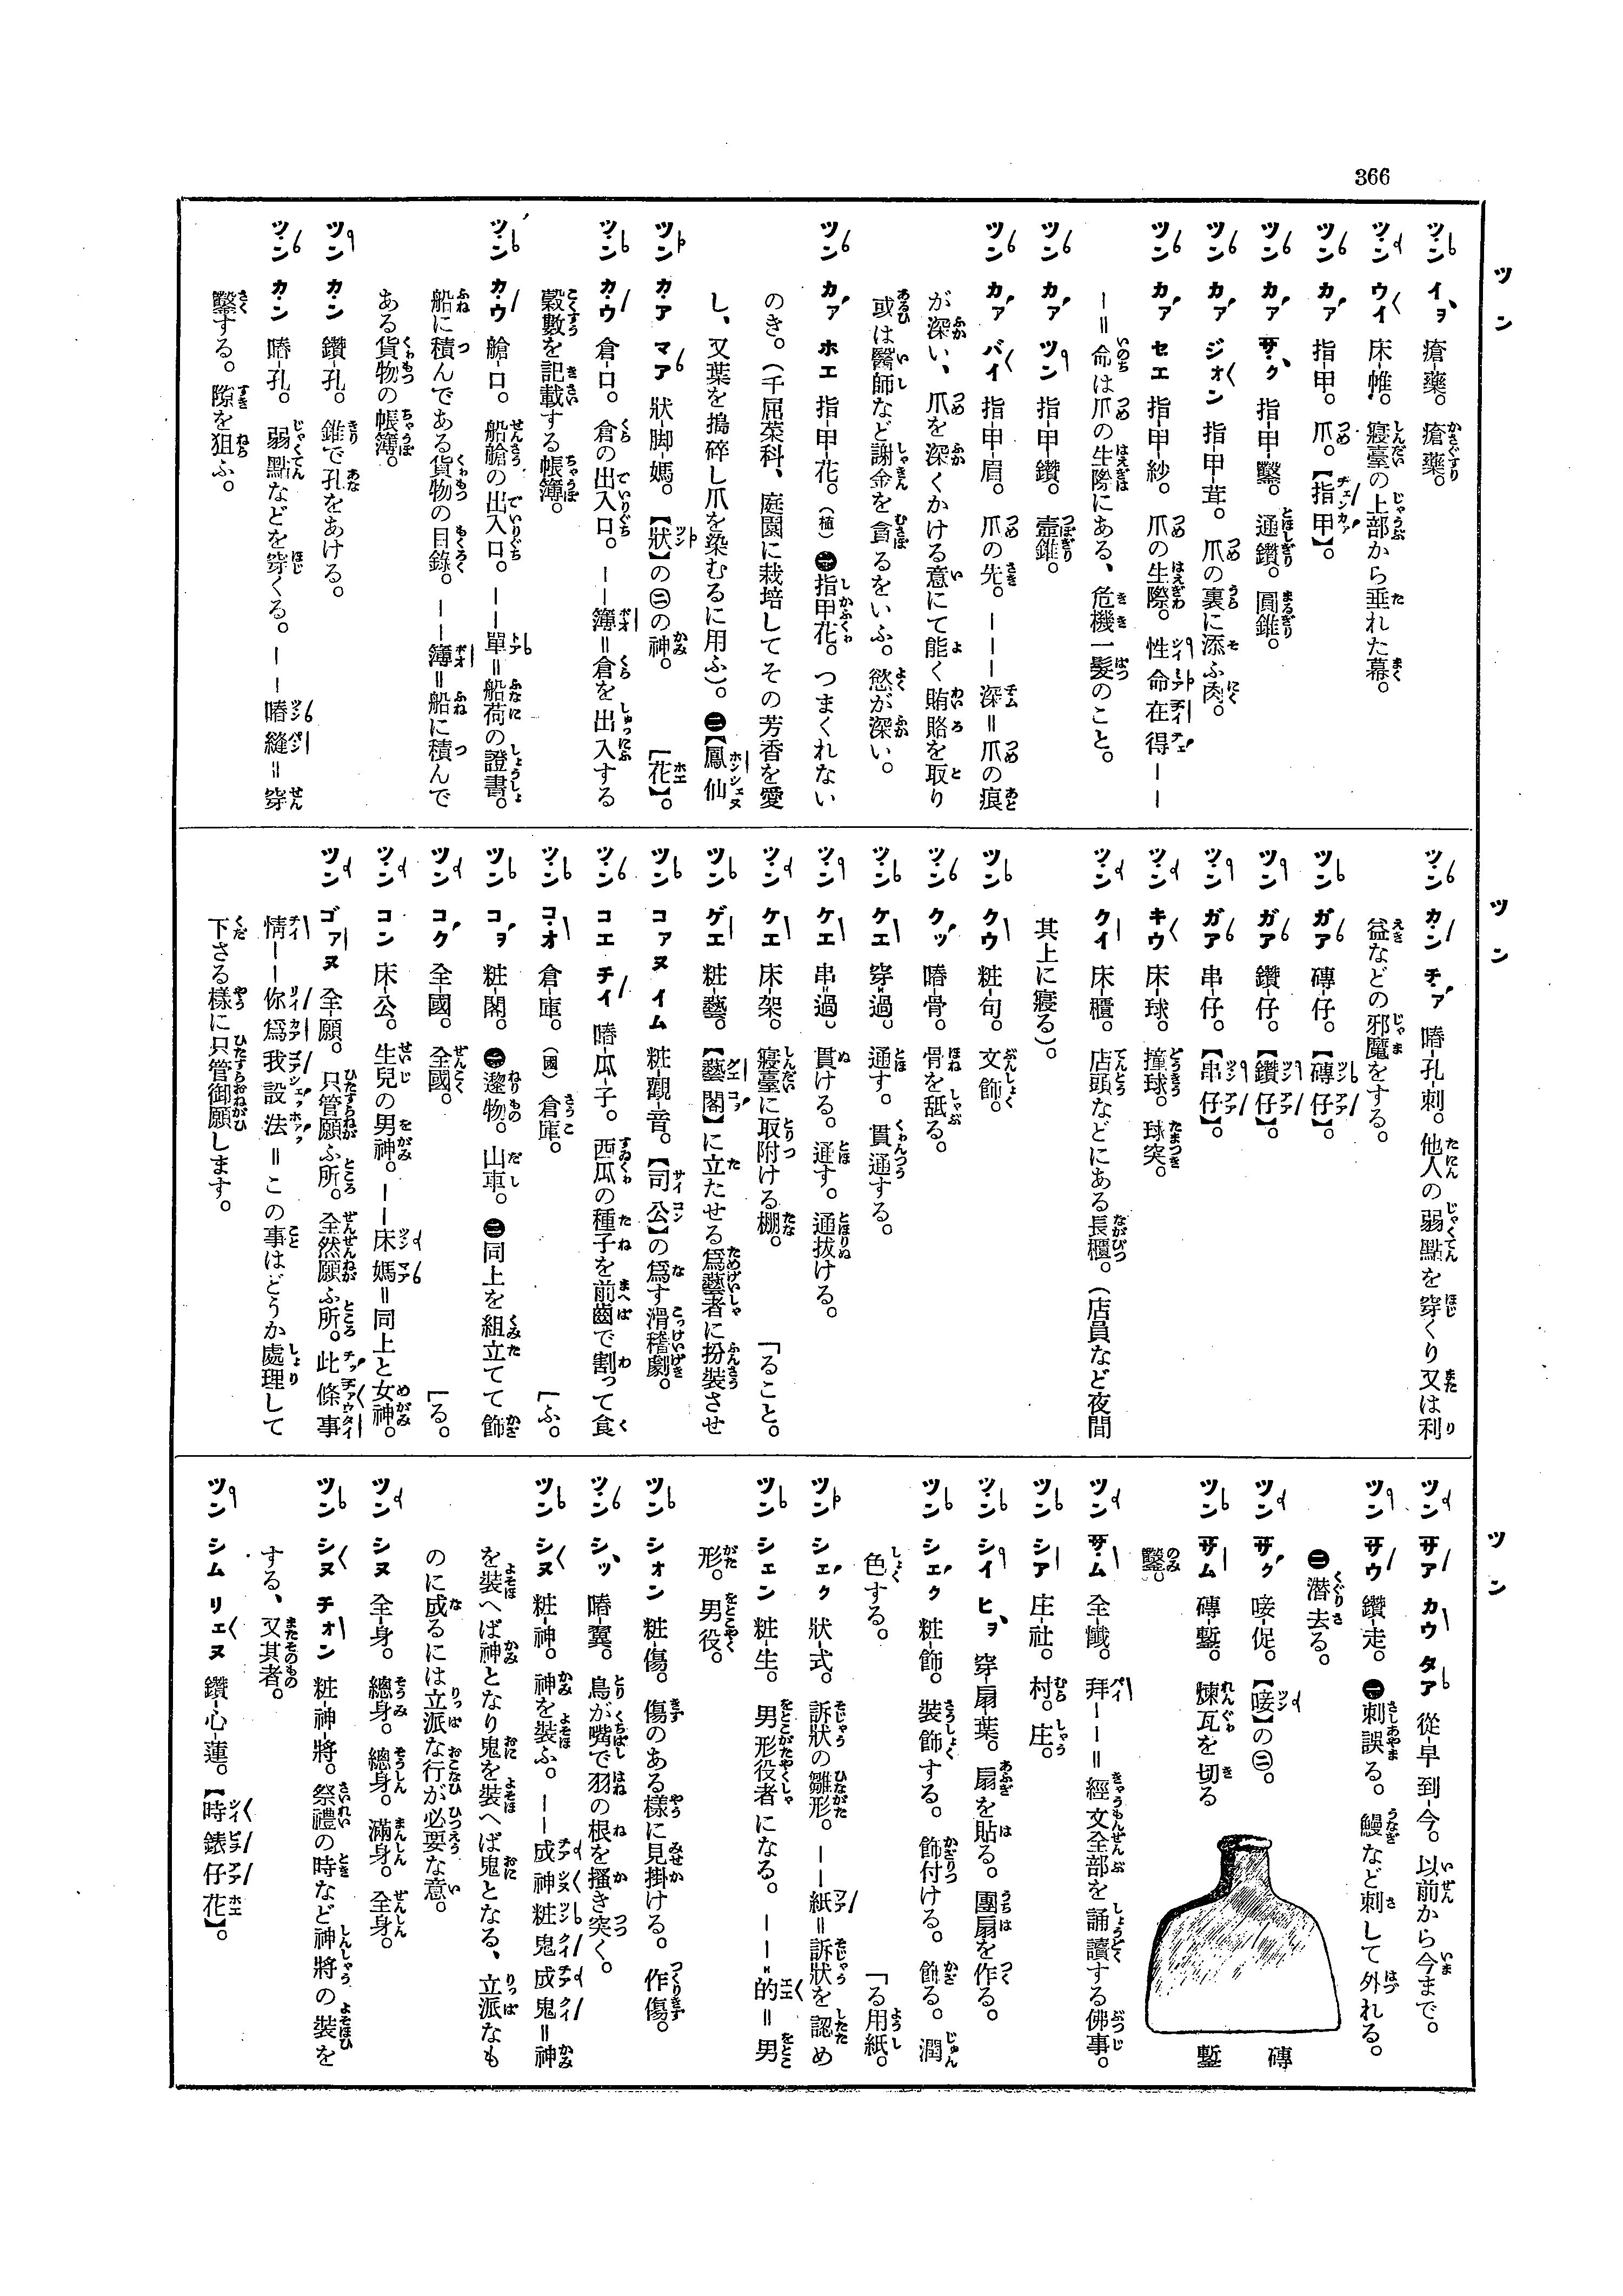 366
ツン
ツン イヲ 瘡-藥。瘡藥。
ツン ウイ 床-帷。寢臺の上部から垂れた幕。
ツン カァ 指-甲。爪。【指甲】。
ツン カァ サク 指-甲-鑿。通鑽。圓錐。
ツン カァ ジォン 指-甲-茸。爪の裏に添ふ肉。
ツン カァ セエ 指-甲-紗。爪の生際。性命在得――
―＝命は爪の生際にある、危機一髮のこと。
ツン カァ ツン 指-甲-鑽。壺錐。
ツン カァ バイ 指-甲-眉。爪の先。―――深＝爪の痕
が深い、爪を深くかける意にて能く賄賂を取り
或は醫師など謝金を貪るをいふ。慾が深い。
ツン カァ ホエ 指-甲-花。（植）㊀指甲花。つまくれない
のき。（千屈菜科、庭園に栽培してその芳香を愛
し、又葉を搗碎し爪を染むるに用ふ）。㊁【鳳仙
ツン カア マア 狀-脚-媽。【狀】の㊂の神。［花】。
ツン カウ 倉-口。倉の出入口。――簿＝倉を出入する
穀數を記載する帳簿。
ツン カウ 艙-口。船艙の出入口。――單＝船荷の證書。
船に積んである貨物の目錄。――簿＝船に積んで
ある貨物の帳簿。
ツン カン 鑽-孔。錐で孔をあける。
ツン カン 㗮-孔。弱點などを穿くる。――㗮縫＝穿
鑿する。隙を狙ふ。
ツン
ツン カン チァ 㗮-孔-刺。他人の弱點を穿くり又は利
益などの邪魔をする。
ツン ガア 磚-仔。【磚仔】。
ツン ガア 鑽-仔。【鑽仔】。
ツン ガア 串-仔。【串仔】。
ツン キウ 床-球。撞球。球突。
ツン クイ 床-櫃。店頭などにある長櫃。（店員など夜間
其上に寢る）。
ツン クウ 粧-句。文飾。
ツン クッ 㗮-骨。骨を舐る。
ツン ケエ 穿-過。通す。貫通する。
ツン ケエ 串-過。貫ける。通す。通拔ける。
ツン ケエ 床-架。寢臺に取附ける棚。「ること。
ツン ゲエ 粧-藝。【藝閣】に立たせる爲藝者に扮裝させ
ツン コァヌ イム 粧-觀-音。【司公】の爲す滑稽劇。
ツン コエ チイ 㗮-瓜-子。西瓜の種子を前齒で割って食
ツン コオ 倉-庫。（國）倉庫。［ふ。
ツン コヲ 粧-閣。㊀邌物。山車。㊁同上を組立てて飾
ツン コク 全-國。全國。［る。
ツン コン 床-公。生兒の男神。――床媽＝同上と女神。
ツン ゴァヌ 全-願。只管願ふ所。全然願ふ所。此條事
情――你爲我設法＝この事はどうか處理して
下さる樣に只管御願します。
ツン
ツン サア カウ タア 從-早到-今。以前から今まで。
ツン サウ 鑽-走。㊀刺誤る。鰻など刺して外れる。
㊁潜去る。
ツン サク 唼-促。【唼】の㊁。
ツン サム 磚-鏨。煉瓦を切る
鑿。
磚
鏨
ツン サム 全-懺。拜――＝經文全部を誦讀する佛事。
ツン シア 庄-社。村。庄。
ツン シイ ヒヲ 穿-扇-葉。扇を貼る。團扇を作る。
ツン シェク 粧-飾。裝飾する。飾付ける。飾る。潤
色する。「る用紙。
ツン シェク 狀-式。訴狀の雛形。――紙＝訴狀を認め
ツン シェン 粧-生。男形役者になる。――的＝男
形。男役。
ツン シォン 粧-傷。傷のある樣に見掛ける。作傷。
ツン シッ 㗮-翼。鳥が嘴で羽の根を搔き突く。
ツン シヌ 粧-神。神を裝ふ。――成神粧鬼成鬼＝神
を裝へば神となり鬼を裝へば鬼となる、立派なも
のに成るには立派な行が必要な意。
ツン シヌ 全-身。總身。總身。滿身。全身。
ツン シヌ チォン 粧-神-將。祭禮の時など神將の裝を
する、又其者。
ツン シム リェヌ 鑽-心-蓮。【時錶仔花】。